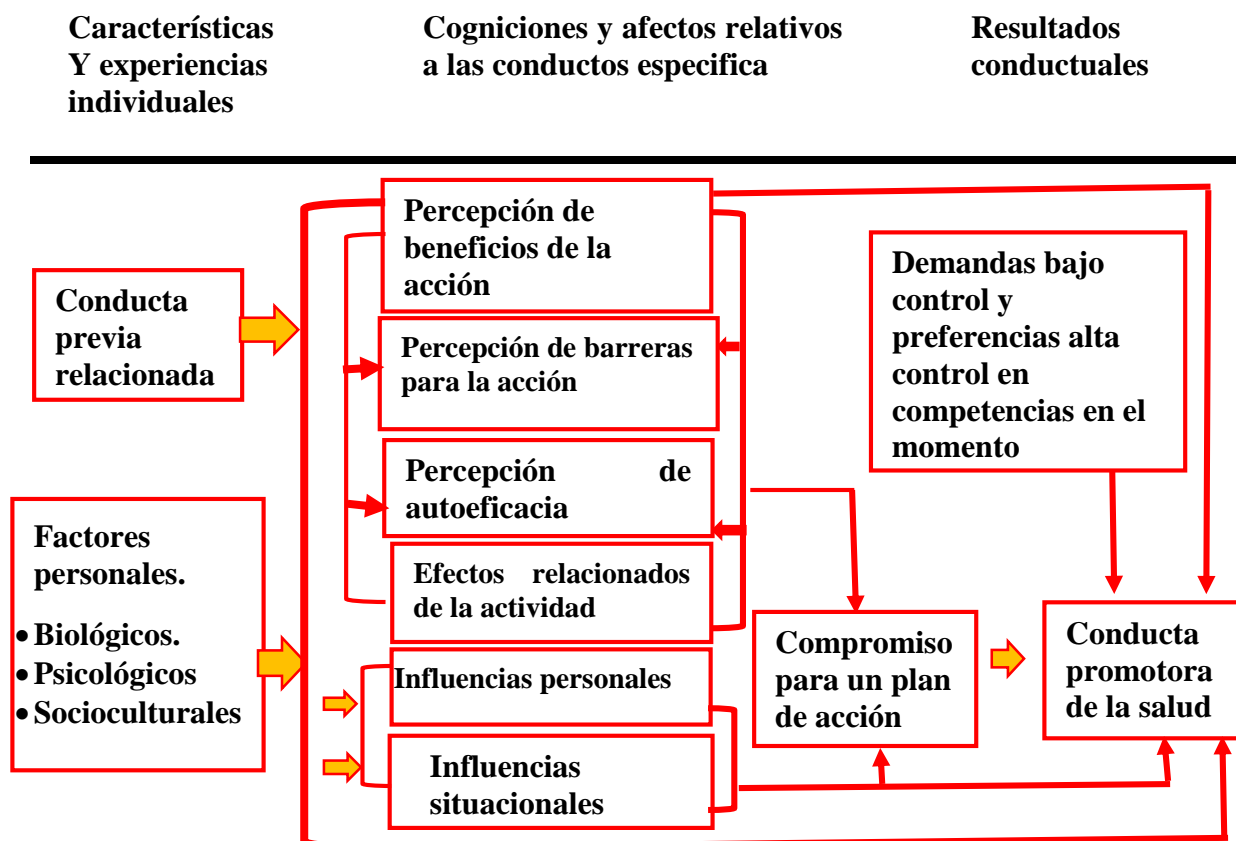 Características
Y experiencias
individuales
Cogniciones y afectos relativos
a las conductos especifica
Resultados
conductuales
Conducta
previa
relacionada
Factores
personales.
• Biológicos.
• Psicológicos
• Socioculturales
Percepción de
beneficios de la
acción
Percepción de barreras
para la acción
Percepción de
autoeficacia
Efectos relacionados
de la actividad
Influencias personales
Influencias
situacionales
Compromiso
para un plan
de acción
Demandas bajo
control y
preferencias alta
control en
competencias en el
momento
Conducta
promotora
de la salud